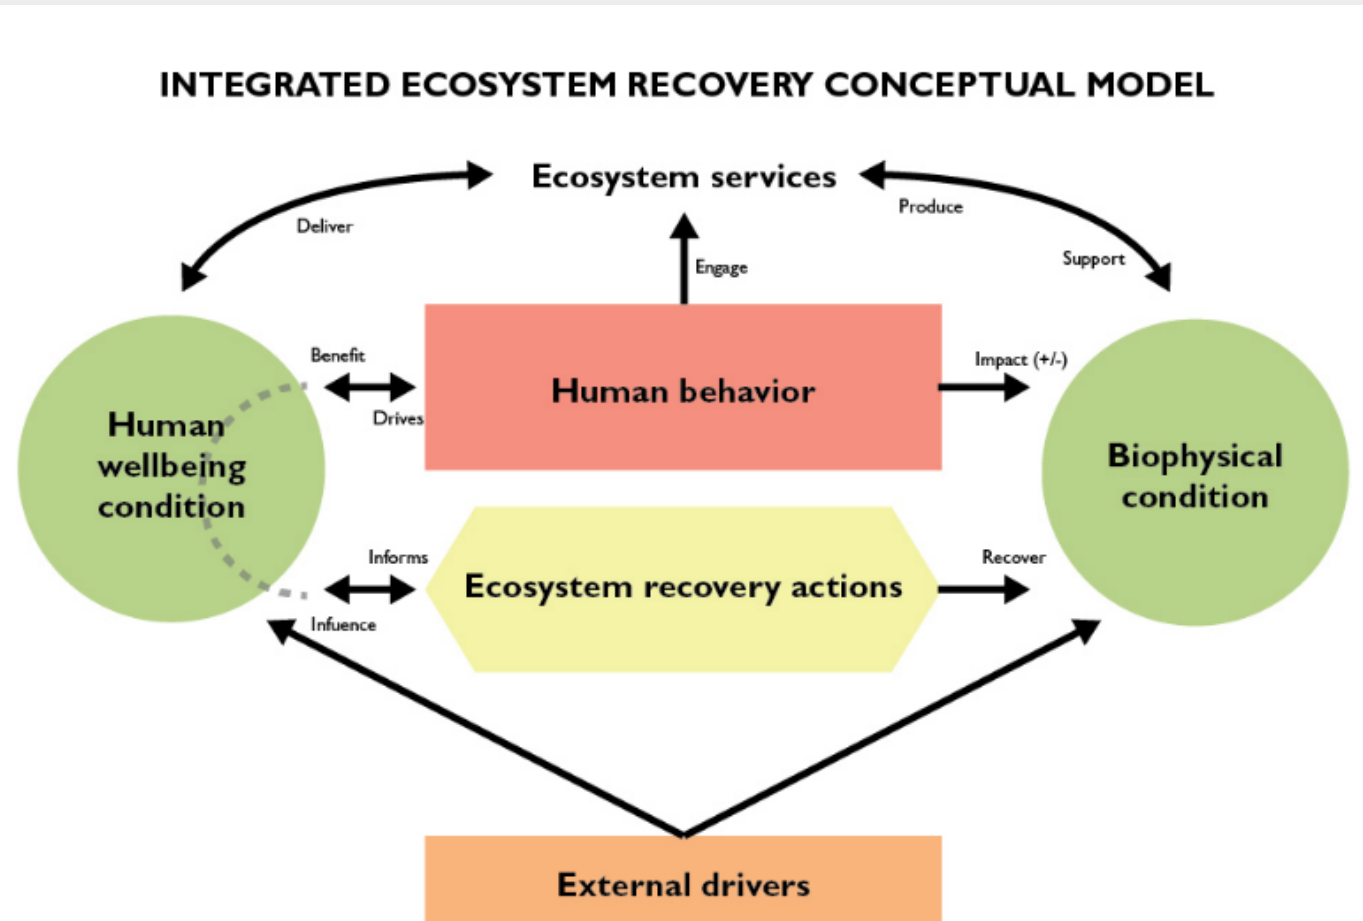 INTEGRATED ECOSYSTEM RECOVERY CONCEPTUAL MODEL
Ecosystem services
Produce
Deliver
Support
Engage
Benefit
Impact (+/-)
Human behavior
Drives
Human
wellbeing
condition
Biophysical
condition
Informs
Recover
Ecosystem recovery actions
Infuence
External drivers